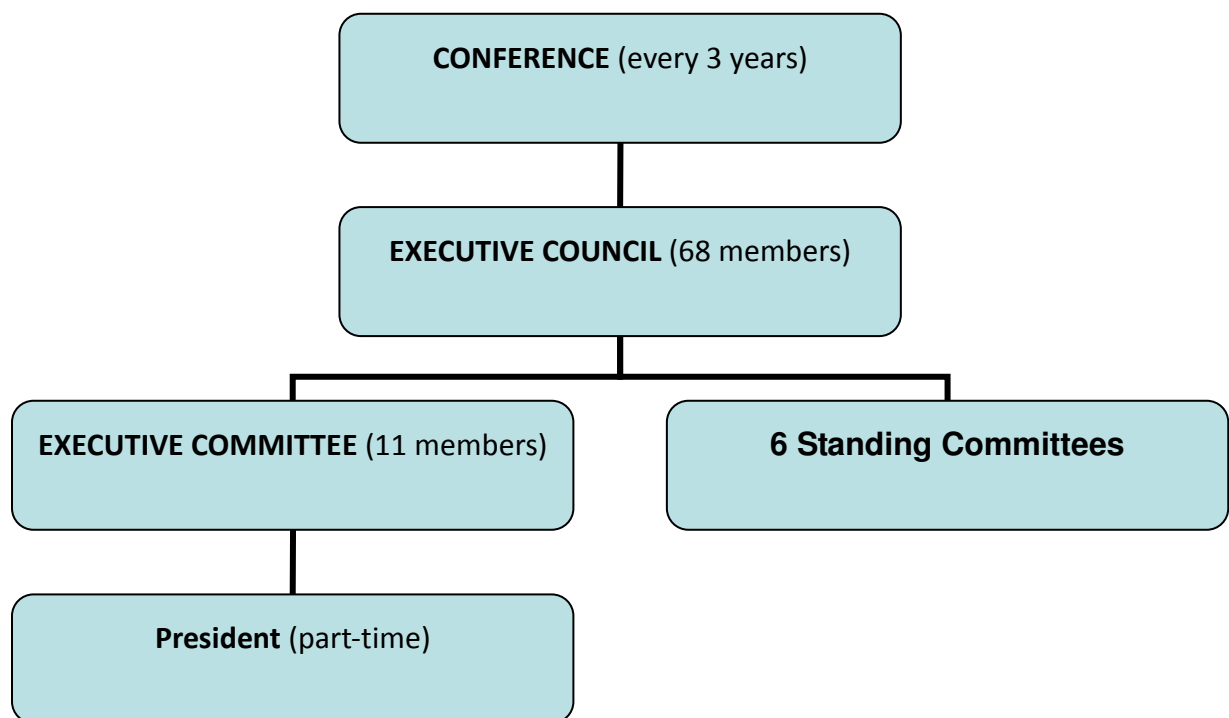 CONFERENCE (every 3 years)
EXECUTIVE COUNCIL (68 members)
EXECUTIVE COMMITTEE (11 members)
6 Standing Committees
President (part-time)